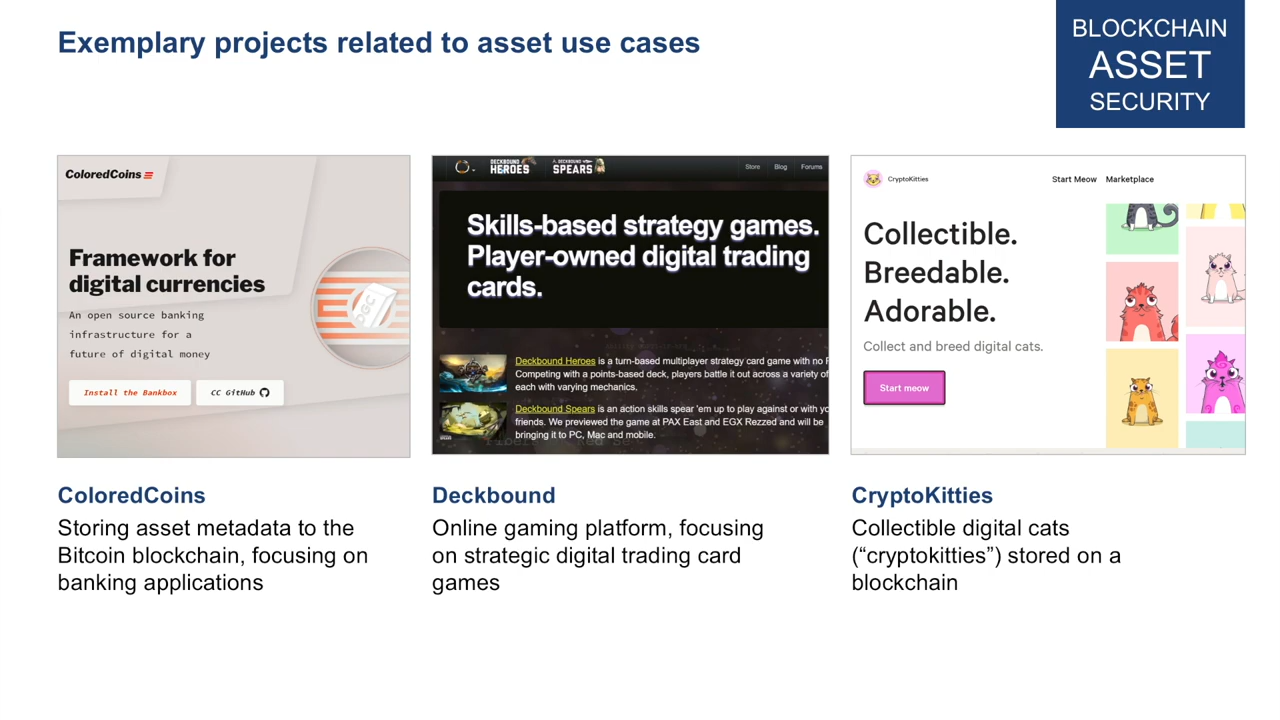 Exemplary projects related to asset use cases
BLOCKCHAIN
ASSET
SECURITY
ColoredCoins
Framework for
digital currencies
An open source banking
infrastructure for a
future of digital money
Install the Bankbox
CC GitHub
DGC
DECKBOUND
HEROES
DECKBOUND
SPEARS
Store Blog Forums
Skills-based strategy games.
Player-owned digital trading
cards.
Deckbound Heroes is a turn-based multiplayer strategy card game with no
Competing with a points-based deck, players battle it out across a variety of
each with varying mechanics.
Deckbound Spears is an action skills spear 'em up to play against or with yo
friends. We previewed the game at PAX East and EGX Rezzed and will be
bringing it to PC, Mac and mobile.
CryptoKitties
Start Meow Marketplace
Collectible.
Breedable.
Adorable.
Collect and breed digital cats.
Start meow
ColoredCoins
Storing asset metadata to the
Bitcoin blockchain, focusing on
banking applications
Deckbound
Online gaming platform, focusing
on strategic digital trading card
games
CryptoKitties
Collectible digital cats
(“cryptokitties”) stored on a
blockchain